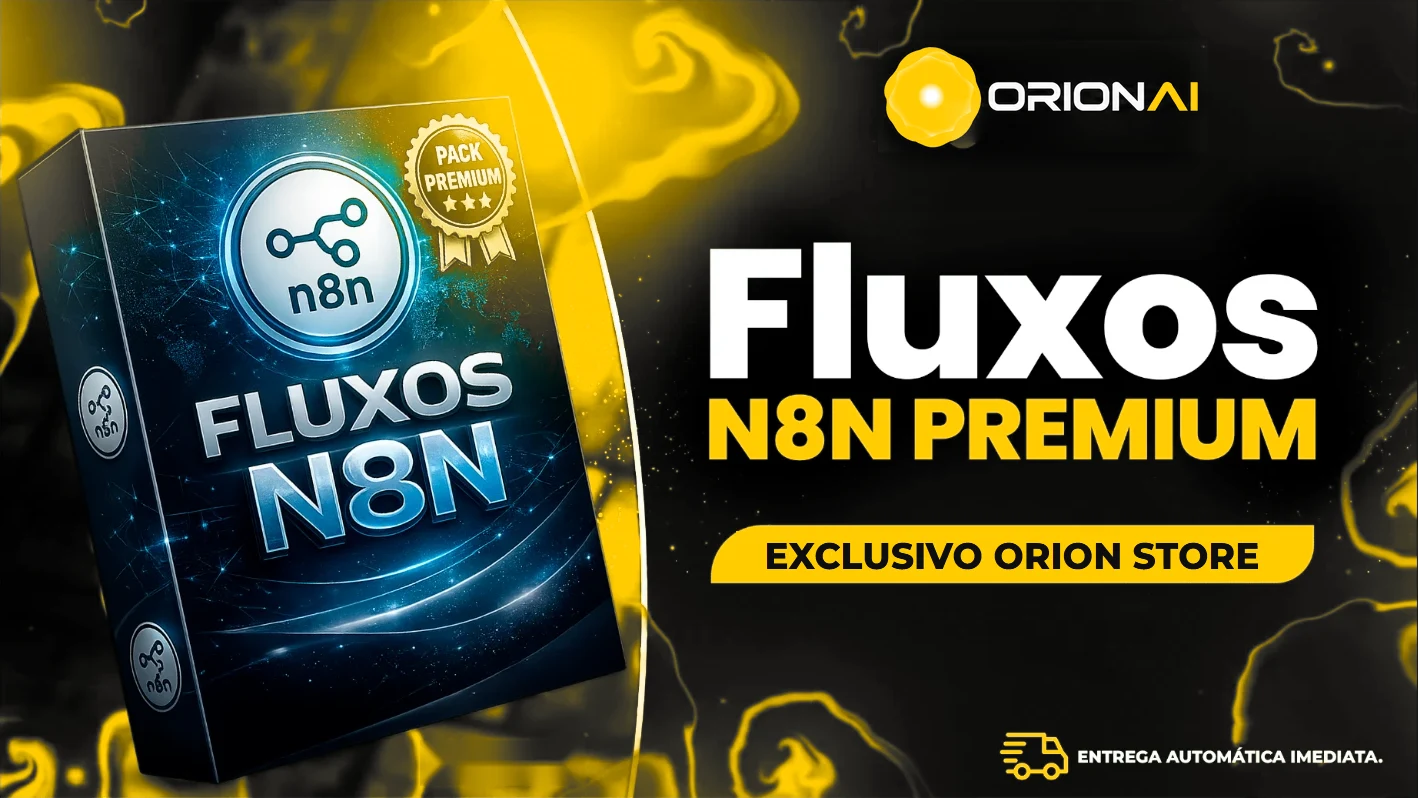 ORIONAI
PACK
PREMIUM
n8n
FLUXOS
N8N
n8n
n8n
Fluxos
N8N PREMIUM
EXCLUSIVO ORION STORE
ENTREGA AUTOMÁTICA IMEDIATA.